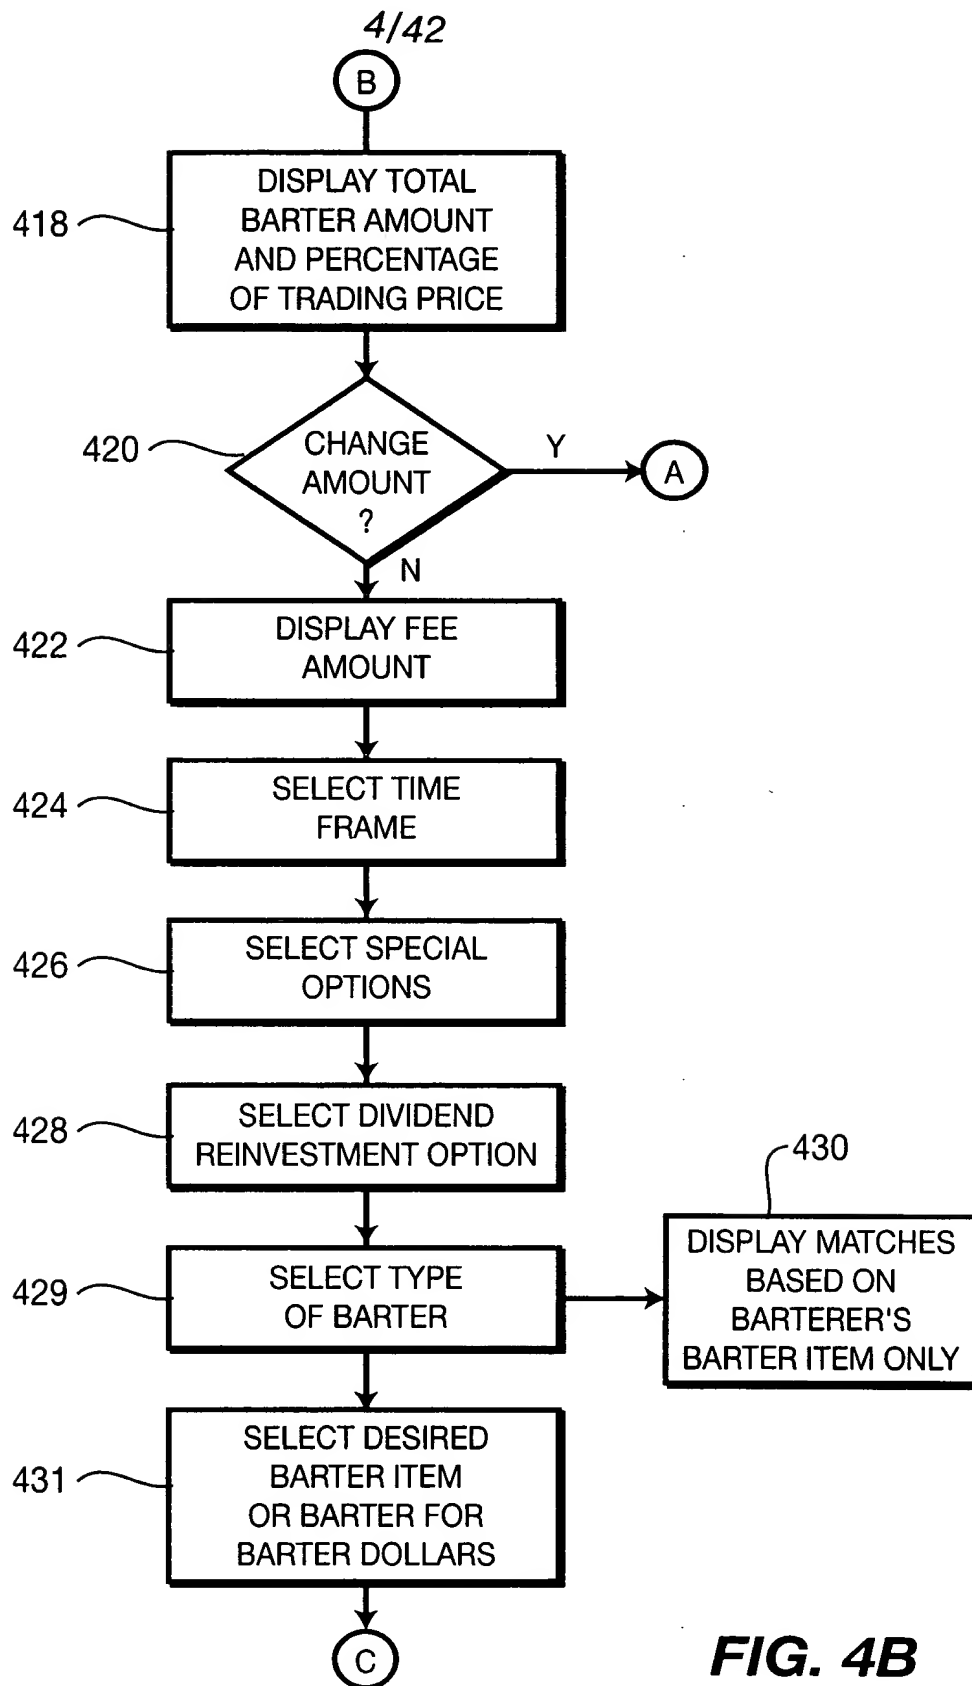 4/42
B
418
DISPLAY TOTAL
BARTER AMOUNT
AND PERCENTAGE
OF TRADING PRICE
420
CHANGE
AMOUNT
?
Y
A
N
422
DISPLAY FEE
AMOUNT
424
SELECT TIME
FRAME
426
SELECT SPECIAL
OPTIONS
428
SELECT DIVIDEND
REINVESTMENT OPTION
429
SELECT TYPE
OF BARTER
430
DISPLAY MATCHES
BASED ON
BARTERER'S
BARTER ITEM ONLY
431
SELECT DESIRED
BARTER ITEM
OR BARTER FOR
BARTER DOLLARS
C
FIG. 4B